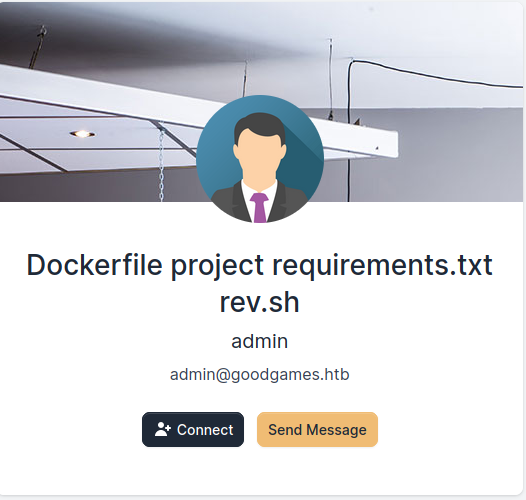 Dockerfile project requirements.txt
rev.sh
admin
admin@goodgames.htb
Connect
Send Message